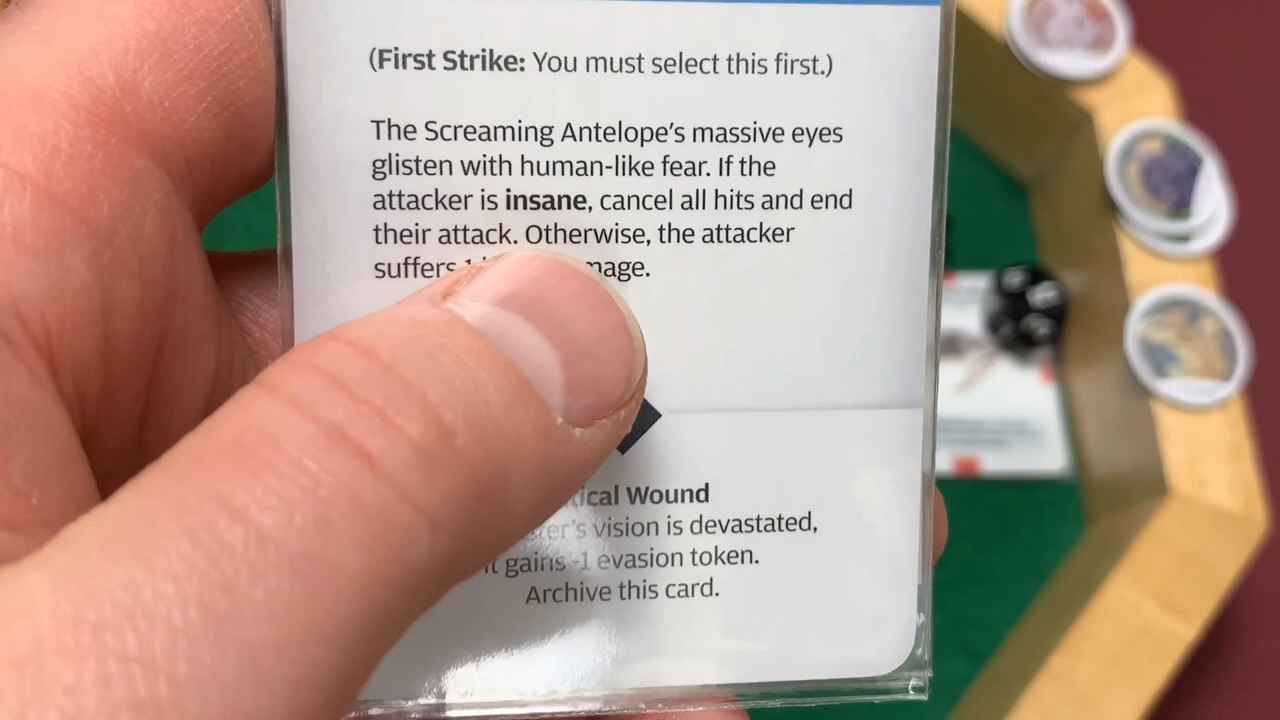 (First Strike: You must select this first.)
The Screaming Antelope's massive eyes
glisten with human-like fear. If the
attacker is insane, cancel all hits and end
their attack. Otherwise, the attacker
suffers
Wound
vision is devastated,
gains -1 evasion token.
Archive this card.